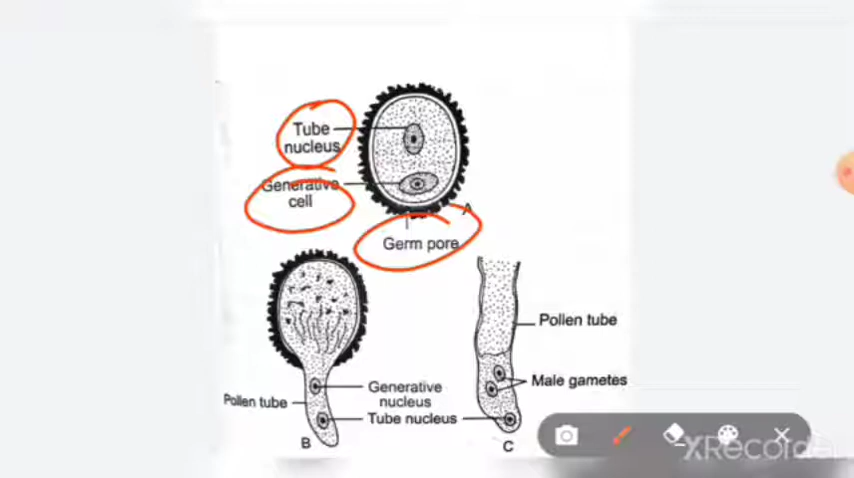 Tube
nucleus
Generative
cell
A
Germ pore
Pollen tube
Male gametes
Generative
nucleus
Pollen tube
Tube nucleus
B
C
XRecorder